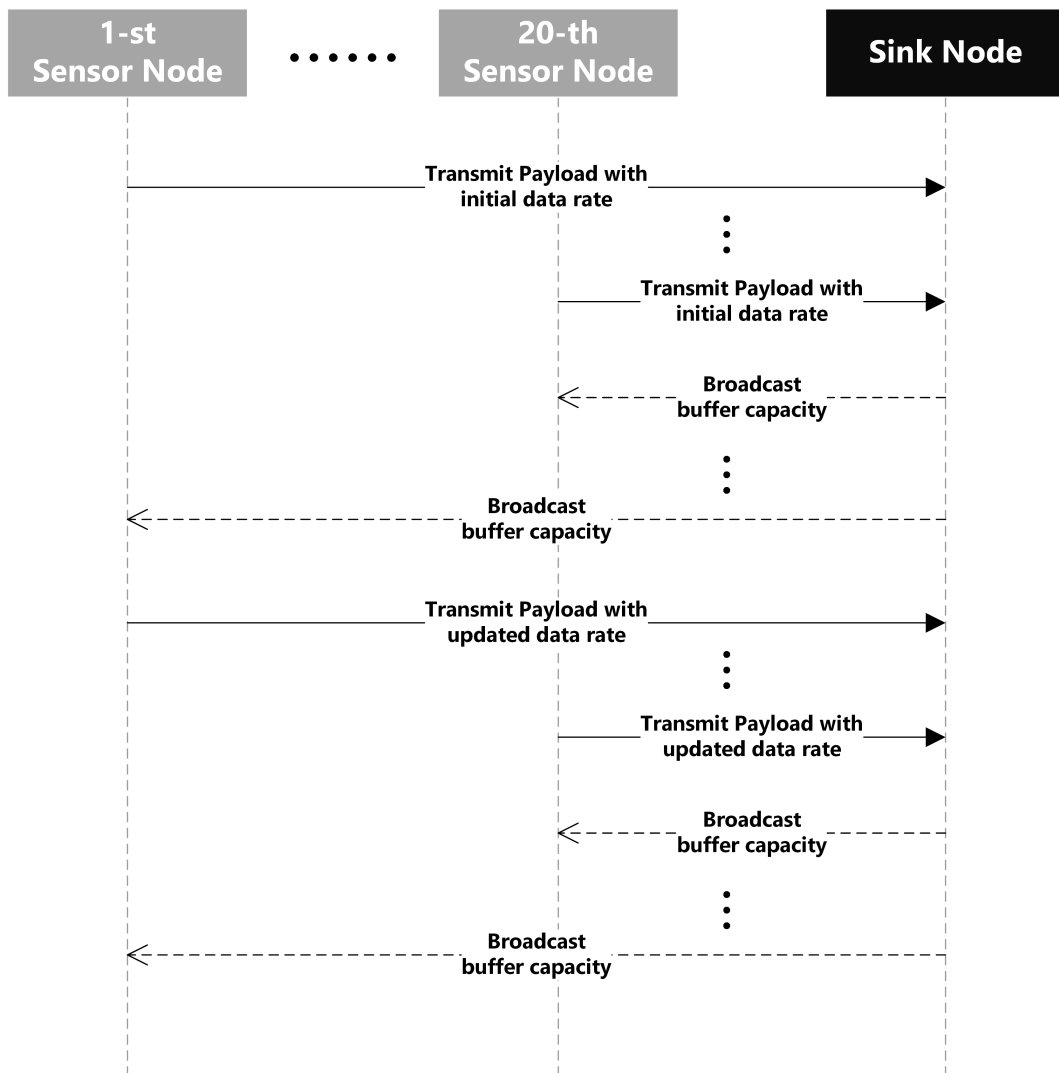 1-st
Sensor Node
20-th
Sensor Node
Sink Node
Transmit Payload with
initial data rate
Transmit Payload with
initial data rate
Broadcast
buffer capacity
Broadcast
buffer capacity
Transmit Payload with
updated data rate
Transmit Payload with
updated data rate
Broadcast
buffer capacity
Broadcast
buffer capacity